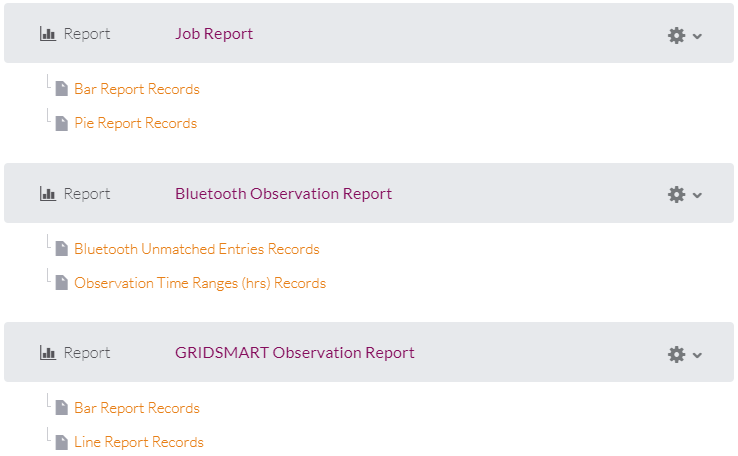 Report Job Report
Bar Report Records
Pie Report Records
Report Bluetooth Observation Report
Bluetooth Unmatched Entries Records
Observation Time Ranges (hrs) Records
Report GRIDSMART Observation Report
Bar Report Records
Line Report Records